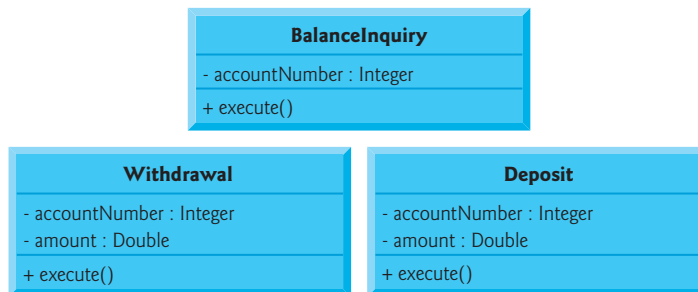 BalanceInquiry
- accountNumber : Integer
+ execute()
Withdrawal
- accountNumber : Integer
- amount : Double
+ execute()
Deposit
- accountNumber : Integer
- amount : Double
+ execute()